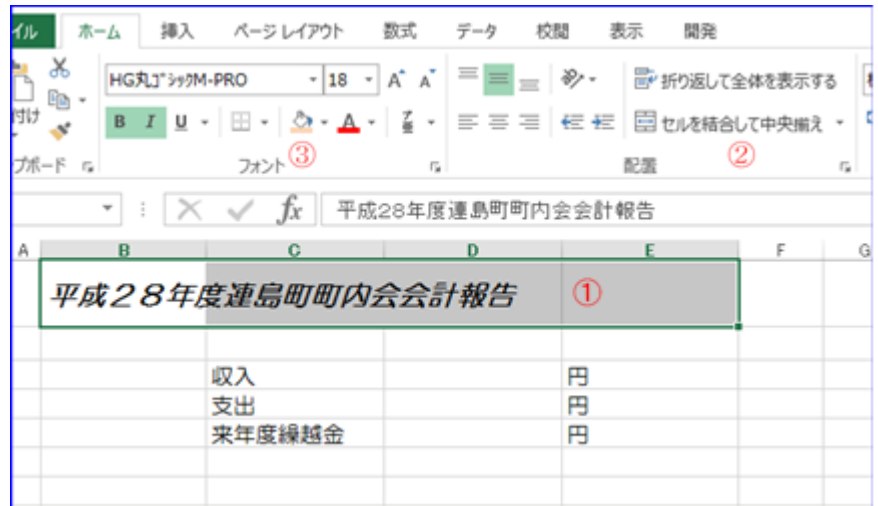 イル ホーム 挿入 ページ レイアウト 数式 データ 校閲 表示 開発
HG丸ｺﾞｼｯｸM-PRO 18 A A 折り返して全体を表示する
付け B I U A セルを結合して中央揃え
プボード フォント ③ 配置 ②
fx 平成28年度連島町町内会会計報告
A B C D E F G
平成２８年度連島町町内会会計報告 ①
収入 円
支出 円
来年度繰越金 円